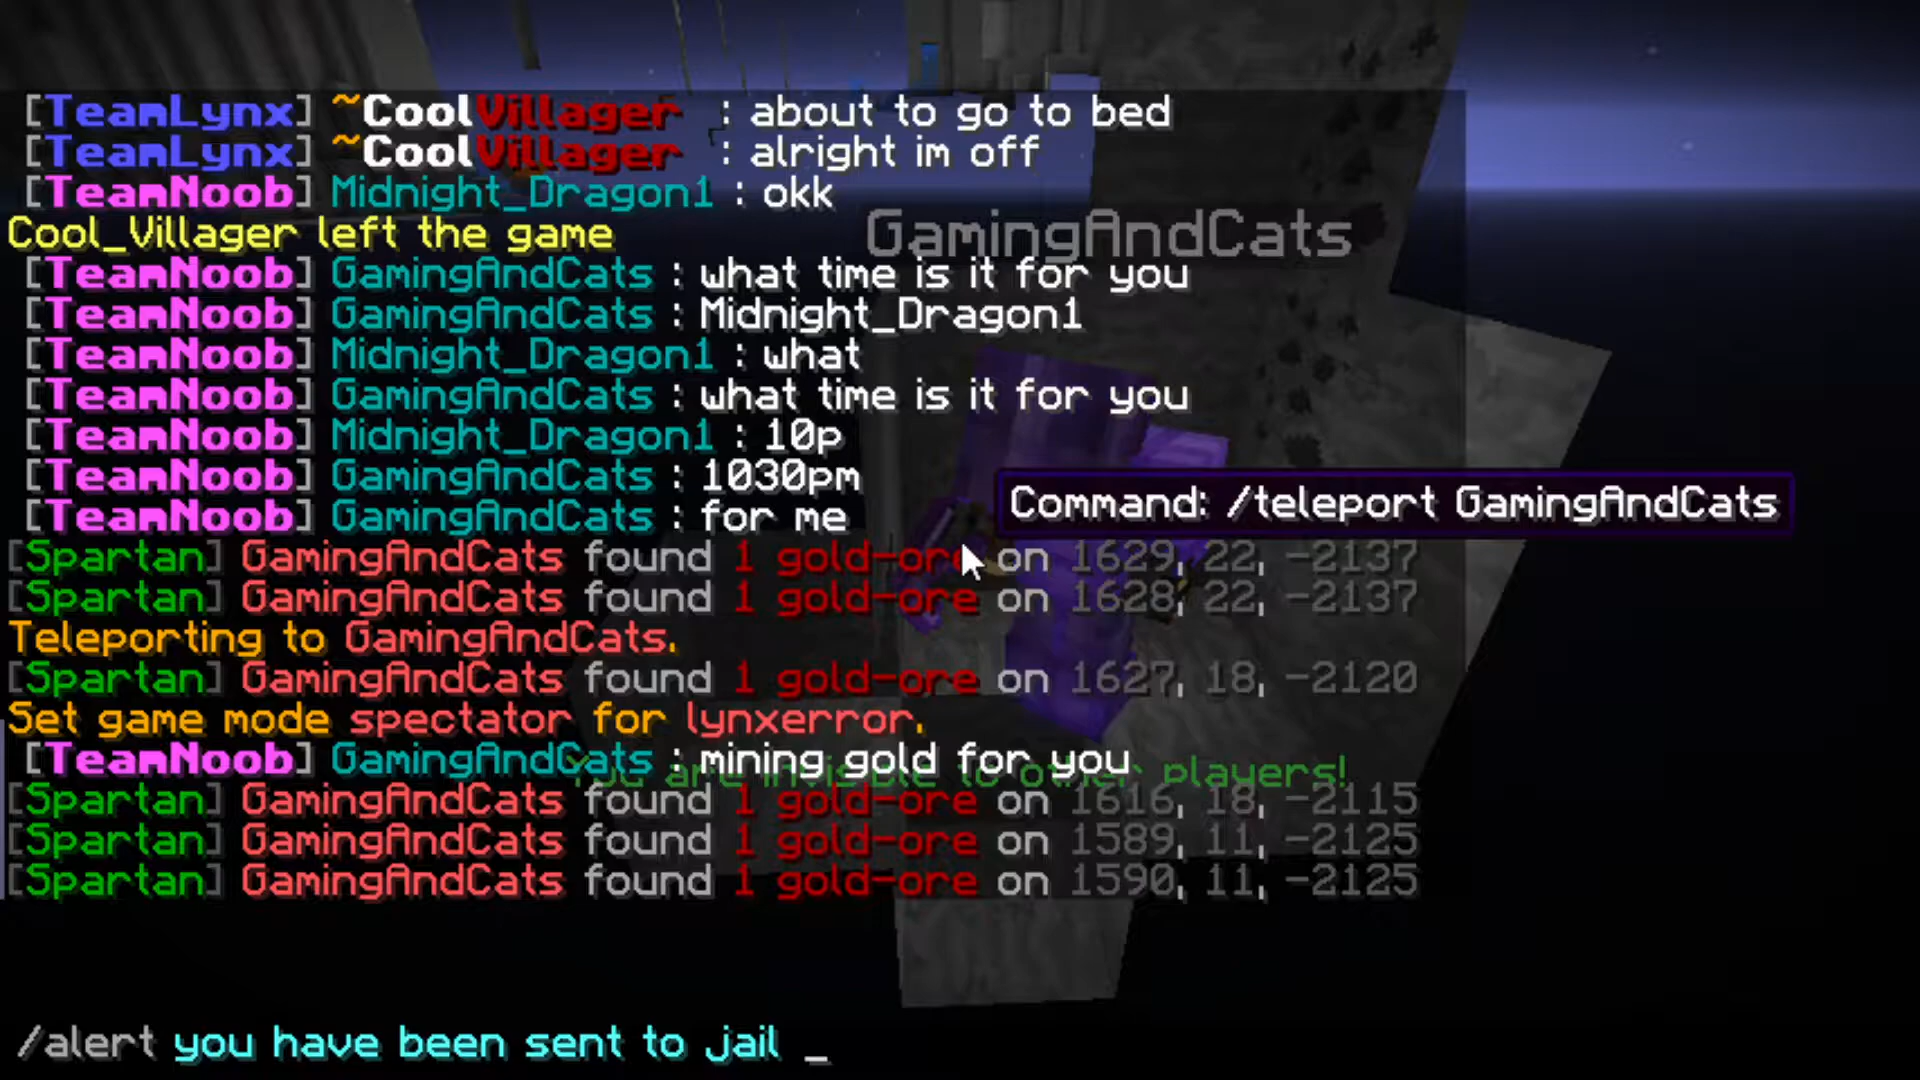 [TeamLynx] ~CoolVillager : about to go to bed
[TeamLynx] ~CoolVillager : alright im off
[TeamNoob] Midnight_Dragon1 : okk
Cool_Villager left the game
GamingAndCats
[TeamNoob] GamingAndCats : what time is it for you
[TeamNoob] GamingAndCats : Midnight_Dragon1
[TeamNoob] Midnight_Dragon1 : what
[TeamNoob] GamingAndCats : what time is it for you
[TeamNoob] Midnight_Dragon1 : 10p
[TeamNoob] GamingAndCats : 1030pm
Command: /teleport GamingAndCats
[TeamNoob] GamingAndCats : for me
[Spartan] GamingAndCats found 1 gold-ore on 1629, 22, -2137
[Spartan] GamingAndCats found 1 gold-ore on 1628, 22, -2137
Teleporting to GamingAndCats.
[Spartan] GamingAndCats found 1 gold-ore on 1627, 18, -2120
Set game mode spectator for lynxerror.
[TeamNoob] GamingAndCats : mining gold for you
You are invisible to other players!
[Spartan] GamingAndCats found 1 gold-ore on 1616, 18, -2115
[Spartan] GamingAndCats found 1 gold-ore on 1589, 11, -2125
[Spartan] GamingAndCats found 1 gold-ore on 1590, 11, -2125
/alert you have been sent to jail _